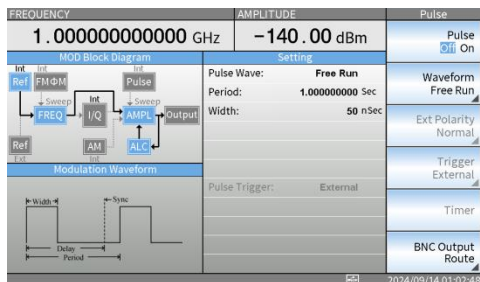 FREQUENCY
1.000000000000 GHz
AMPLITUDE
-140.00 dBm
Pulse
MOD Block Diagram
Int
Int
Int
Ref
FMΦM
Pulse
Sweep
Int
Sweep
FREQ
I/Q
AMPL
Output
Ref
AM
ALC
Ext
Int
Modulation Waveform
Width
Sync
Delay
Period
Setting
Pulse Wave: Free Run
Period: 1.000000000 Sec
Width: 50 nSec
Pulse Trigger: External
Pulse
Off On
Waveform
Free Run
Ext Polarity
Normal
Trigger
External
Timer
BNC Output
Route
2024/09/14 01:02:48